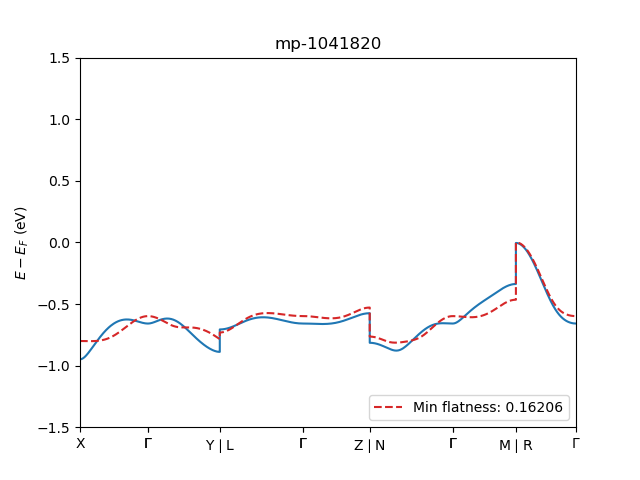 mp-1041820
E − E_F (eV)
1.5
1.0
0.5
0.0
−0.5
−1.0
−1.5
Min flatness: 0.16206
X Γ Y | L Γ Z | N Γ M | R Γ